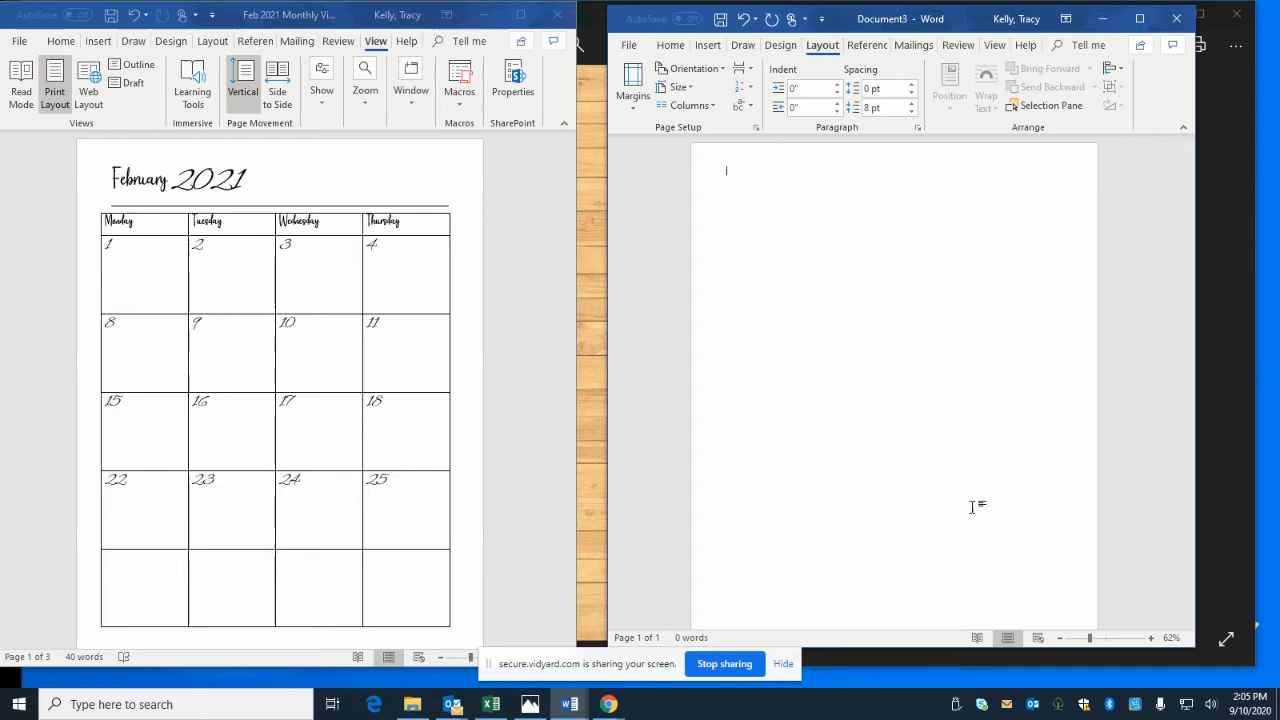 AutoSave Off Feb 2021 Monthly Vi... Kelly, Tracy
File Home Insert Draw Design Layout Referen Mailing Review View Help Tell me
Read Mode
Print Layout
Web Layout
Outline
Draft
Views
Learning Tools
Immersive
Vertical
Side to Side
Page Movement
Show
Zoom
Window
Macros
Macros
Properties
SharePoint
February 2021
Monday Tuesday Wednesday Thursday
1 2 3 4
8 9 10 11
15 16 17 18
22 23 24 25
Page 1 of 3 40 words
AutoSave Off Document3 - Word Kelly, Tracy
File Home Insert Draw Design Layout Referenc Mailings Review View Help Tell me
Margins
Orientation
Size
Columns
Page Setup
Indent Spacing
0" 0 pt
0" 8 pt
Paragraph
Position
Wrap Text
Bring Forward
Send Backward
Selection Pane
Arrange
Page 1 of 1 0 words 62%
secure.vidyard.com is sharing your screen. Stop sharing Hide
Type here to search
2:05 PM
9/10/2020